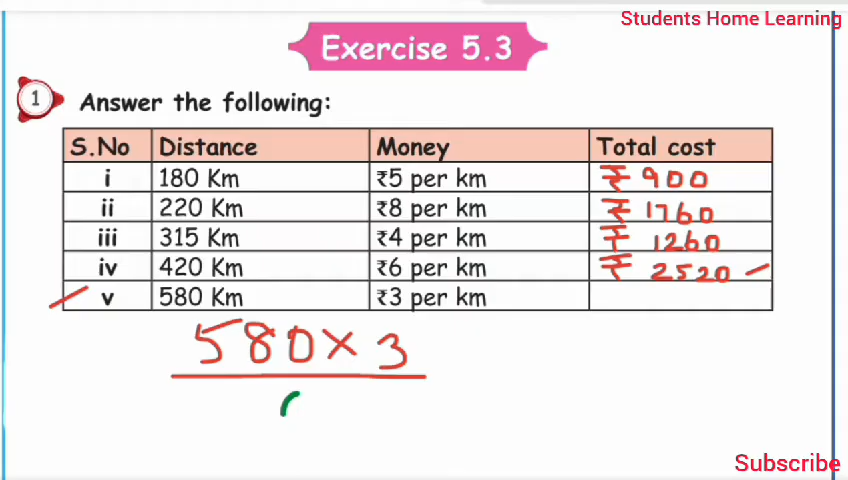 Students Home Learning
Exercise 5.3
1 Answer the following:
S.No Distance Money Total cost
i 180 Km ₹5 per km ₹ 900
ii 220 Km ₹8 per km ₹ 1760
iii 315 Km ₹4 per km ₹ 1260
iv 420 Km ₹6 per km ₹ 2520
v 580 Km ₹3 per km
580 × 3
Subscribe